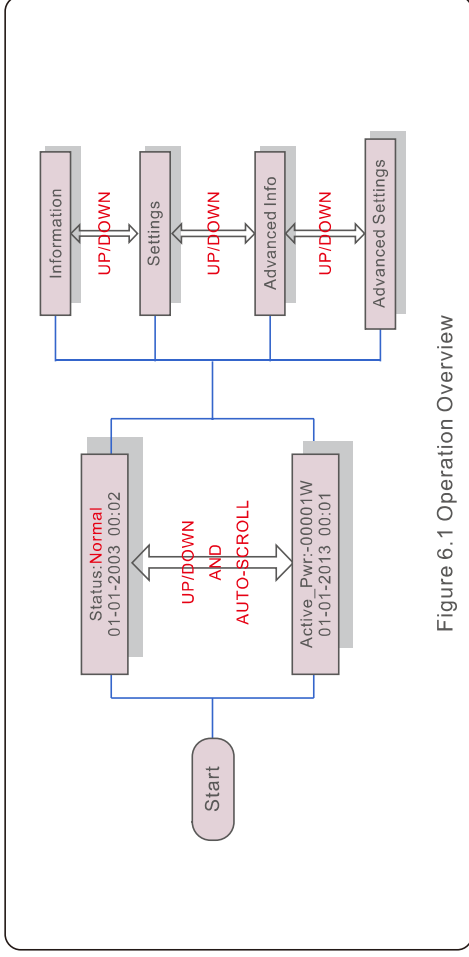 Start
Status:Normal
01-01-2003 00:02
UP/DOWN
AND
AUTO-SCROLL
Active_Pwr:-00001W
01-01-2013 00:01
Information
UP/DOWN
Settings
UP/DOWN
Advanced Info
UP/DOWN
Advanced Settings
Figure 6.1 Operation Overview